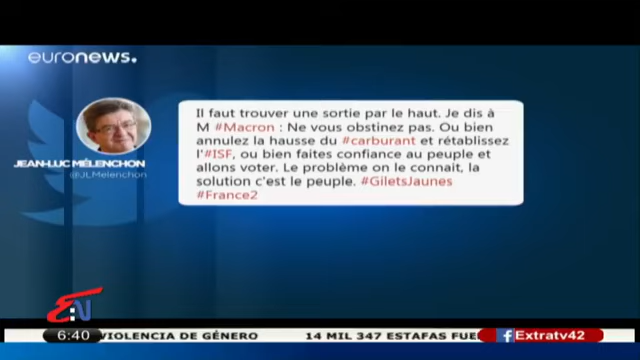 euronews.
Il faut trouver une sortie par le haut. Je dis à
M #Macron : Ne vous obstinez pas. Ou bien
annulez la hausse du #carburant et rétablissez
l'#ISF, ou bien faites confiance au peuple et
allons voter. Le problème on le connait, la
solution c'est le peuple. #GiletsJaunes
#France2
JEAN-LUC MÉLENCHON
@JLMelenchon
E:N
6:40 VIOLENCIA DE GÉNERO 14 MIL 347 ESTAFAS FUE Extratv42